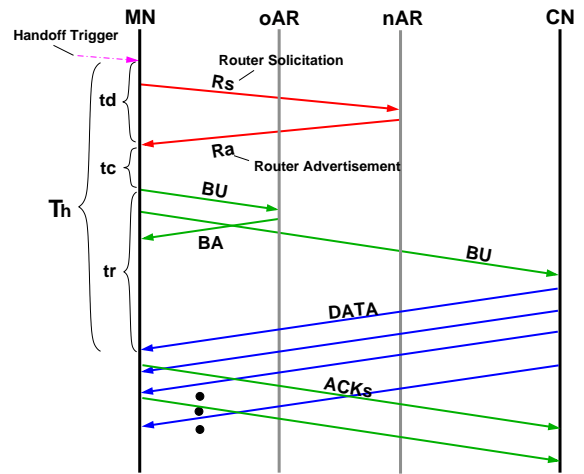 MN oAR nAR CN
Handoff Trigger
Router Solicitation
Rs
td
Ra
Router Advertisement
tc
BU
Th
BA
BU
tr
DATA
ACKs